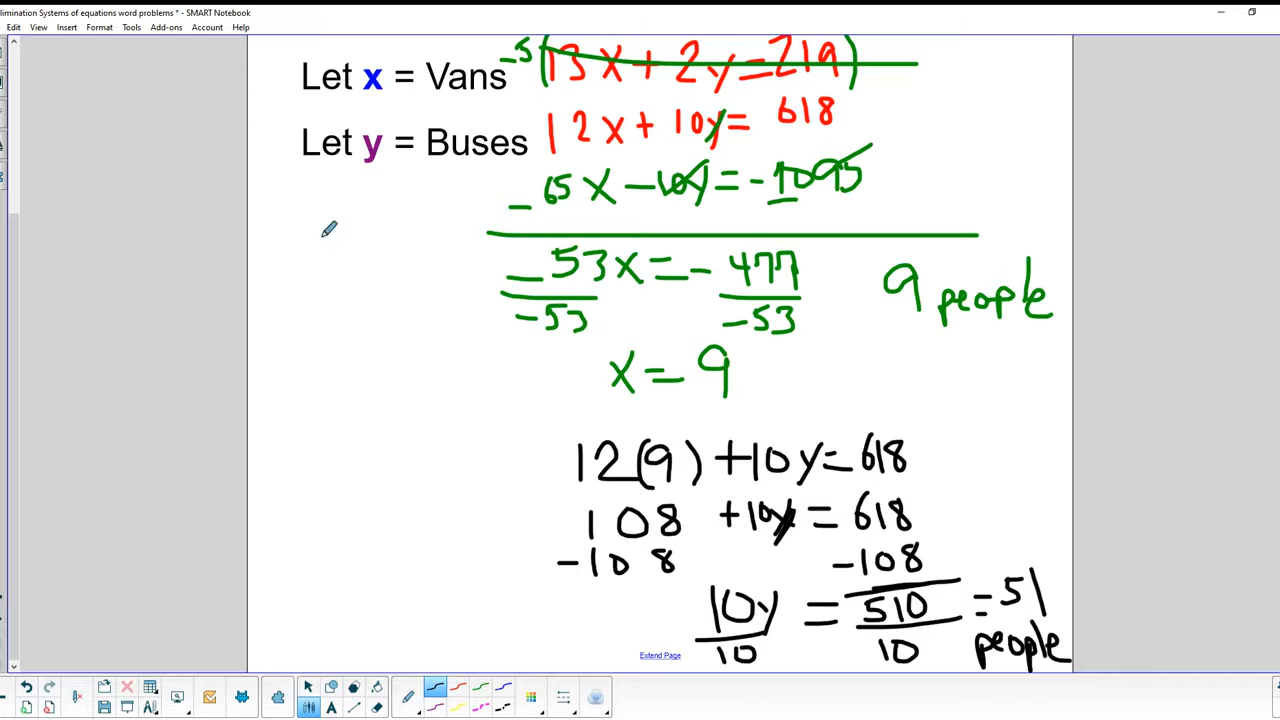 limination Systems of equations word problems * - SMART Notebook
Edit View Insert Format Tools Add-ons Account Help
-5(13x + 2y = 219)
Let x = Vans
12x + 10y = 618
Let y = Buses
- 65x - 10y = - 1095
- 53x = - 477
-53 -53
9 people
x = 9
12(9) + 10y = 618
108 + 10y = 618
-108 -108
10y = 510 = 51
10 10 people
Extend Page